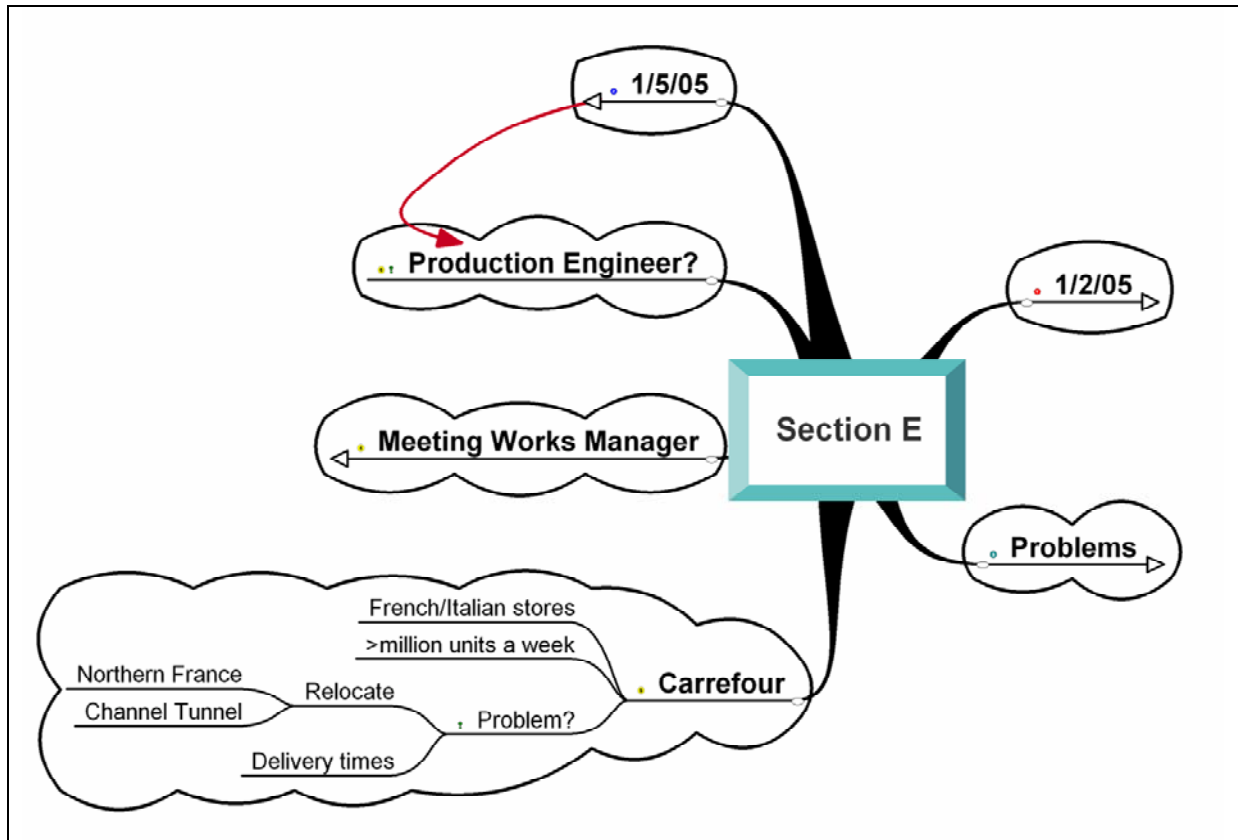 1/5/05
Production Engineer?
1/2/05
Section E
Meeting Works Manager
Problems
French/Italian stores
>million units a week
Carrefour
Northern France
Relocate
Channel Tunnel
Problem?
Delivery times